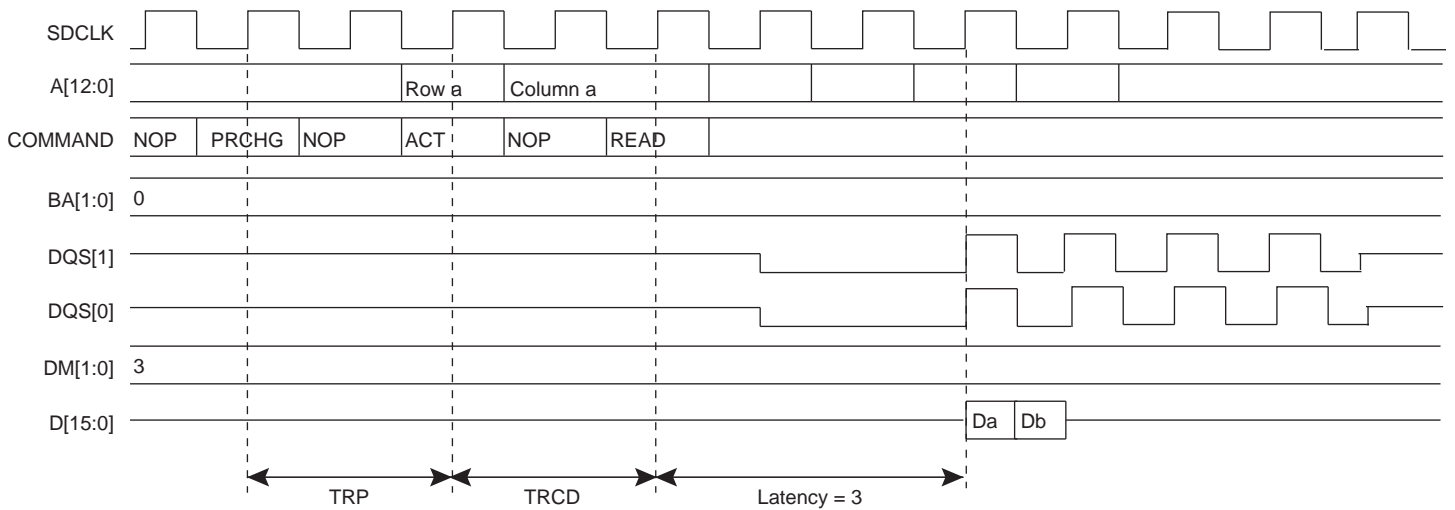 SDCLK
A[12:0] Row a Column a
COMMAND NOP PRCHG NOP ACT NOP READ
BA[1:0] 0
DQS[1]
DQS[0]
DM[1:0] 3
D[15:0] Da Db
TRP TRCD Latency = 3